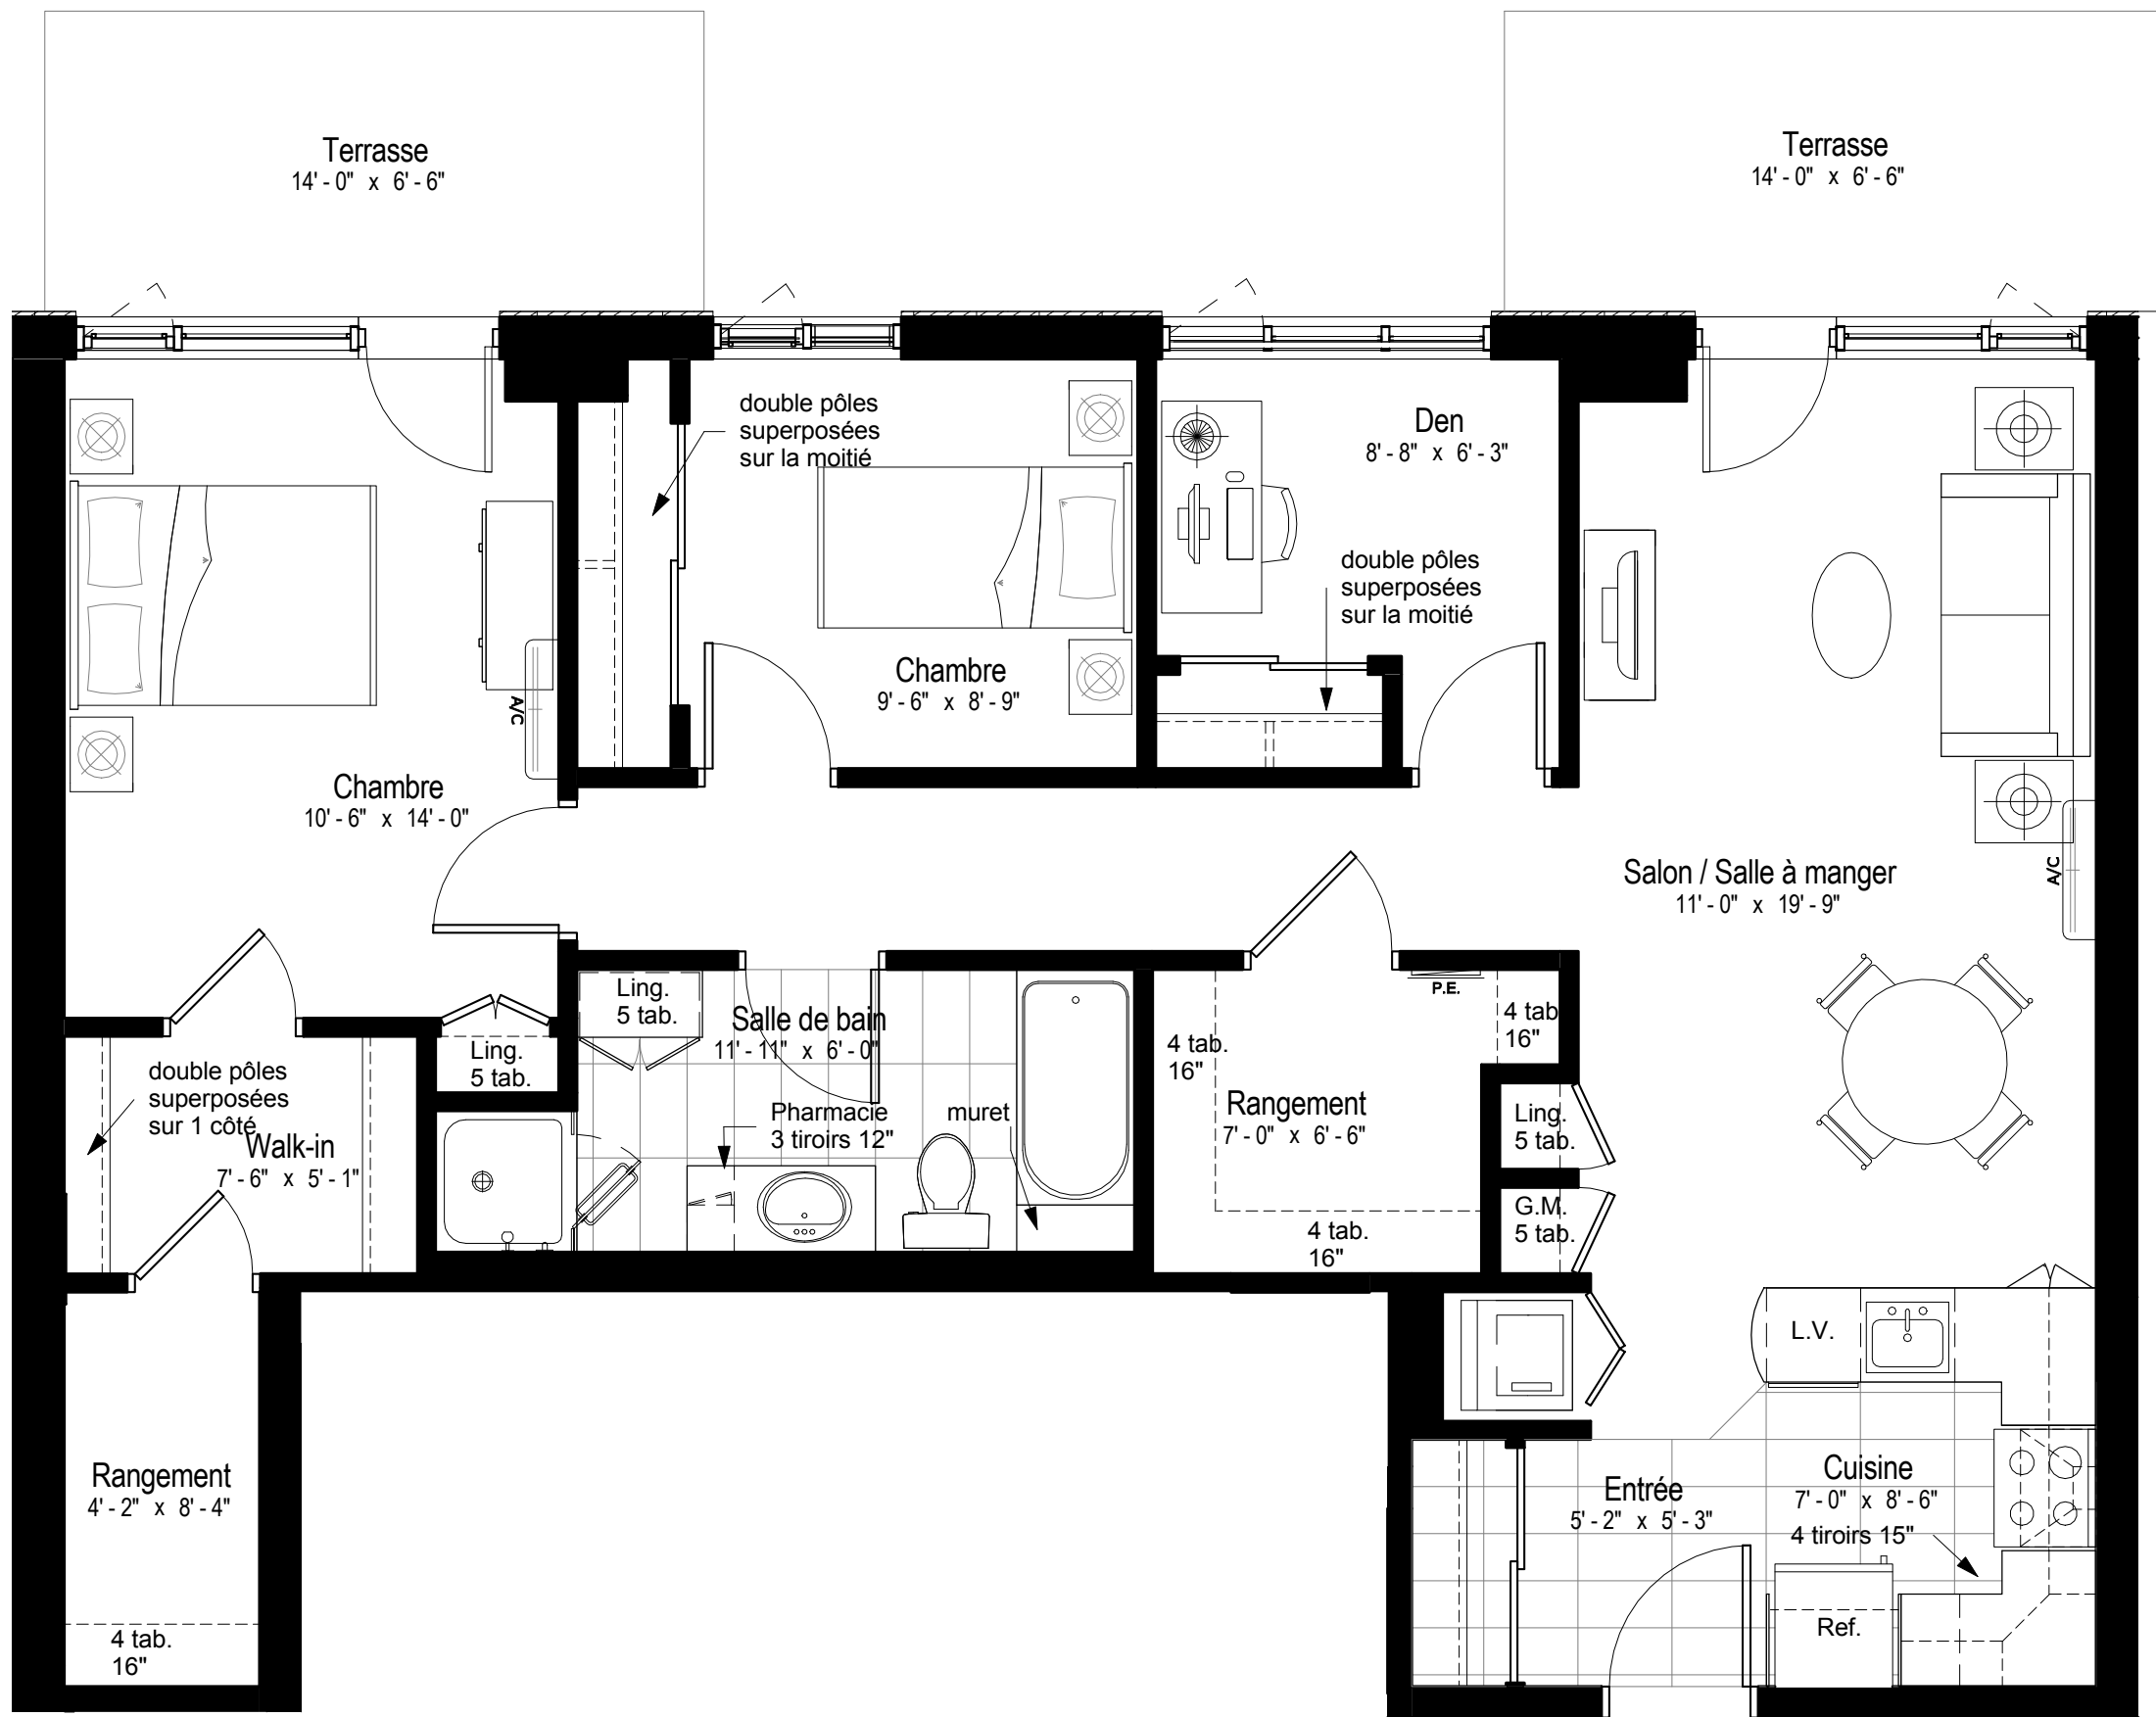 Terrasse
14' - 0" x 6' - 6"
Terrasse
14' - 0" x 6' - 6"
double pôles
superposées
sur la moitié
Den
8' - 8" x 6' - 3"
double pôles
superposées
sur la moitié
Chambre
9' - 6" x 8' - 9"
A/C
Chambre
10' - 6" x 14' - 0"
Salon / Salle à manger
11' - 0" x 19' - 9"
A/C
Ling.
5 tab.
Salle de bain
11' - 11" x 6' - 0"
P.E.
4 tab.
16"
4 tab
16"
Ling.
5 tab.
double pôles
superposées
sur 1 côté
Walk-in
7' - 6" x 5' - 1"
Pharmacie
3 tiroirs 12"
muret
Rangement
7' - 0" x 6' - 6"
Ling.
5 tab.
G.M.
5 tab.
4 tab.
16"
L.V.
Rangement
4' - 2" x 8' - 4"
Entrée
5' - 2" x 5' - 3"
Cuisine
7' - 0" x 8' - 6"
4 tiroirs 15"
Ref.
4 tab.
16"